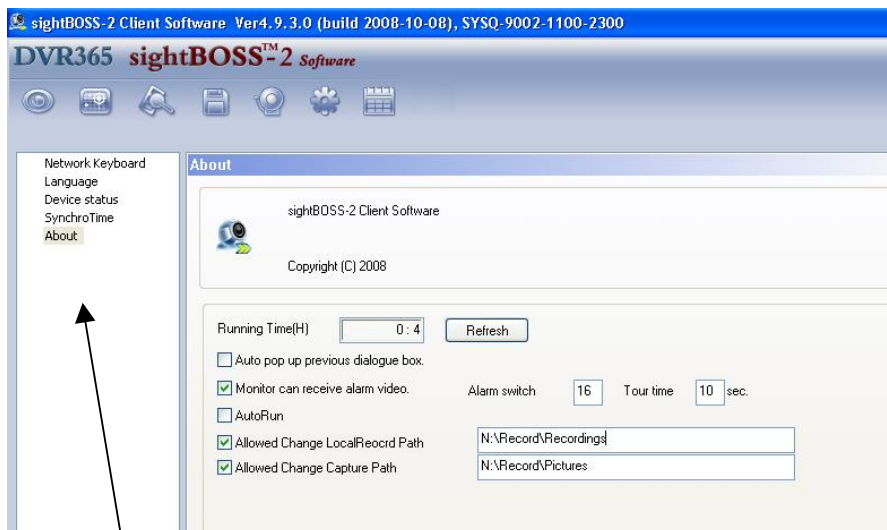 sightBOSS-2 Client Software Ver4.9.3.0 (build 2008-10-08), SYSQ-9002-1100-2300
DVR365 sightBOSS™-2 Software
Network Keyboard
Language
Device status
SynchroTime
About
About
sightBOSS-2 Client Software
Copyright (C) 2008
Running Time(H) 0 : 4 Refresh
Auto pop up previous dialogue box.
Monitor can receive alarm video. Alarm switch 16 Tour time 10 sec.
AutoRun
Allowed Change LocalReocrd Path N:\Record\Recordings
Allowed Change Capture Path N:\Record\Pictures